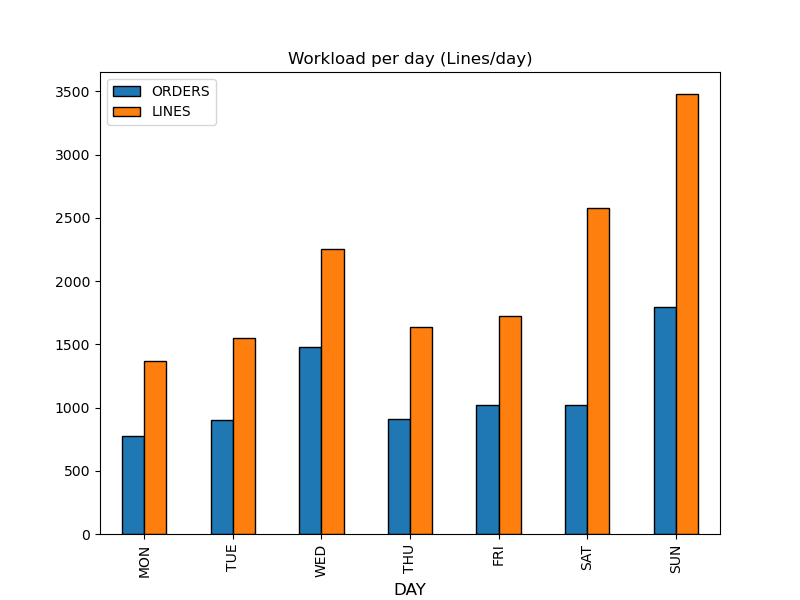 Workload per day (Lines/day)
ORDERS
LINES
3500
3000
2500
2000
1500
1000
500
0
MON
TUE
WED
THU
FRI
SAT
SUN
DAY